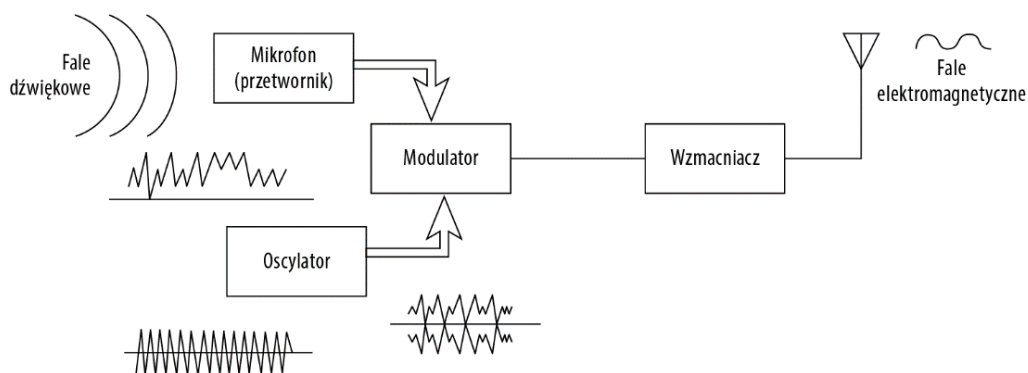 Fale
dźwiękowe
Mikrofon
(przetwornik)
Fale
elektromagnetyczne
Modulator
Wzmacniacz
Oscylator